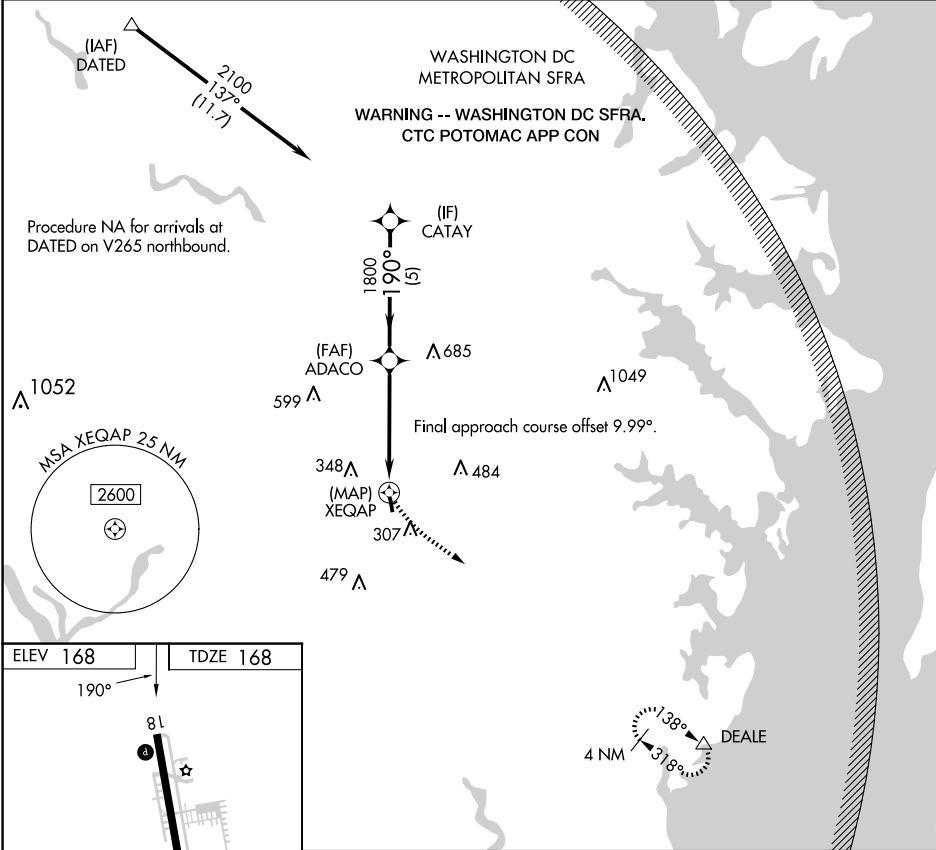 (IAF)
DATED
2100
137°
(11.7)
WASHINGTON DC
METROPOLITAN SFRA
WARNING -- WASHINGTON DC SFRA.
CTC POTOMAC APP CON
Procedure NA for arrivals at
DATED on V265 northbound.
(IF)
CATAY
1800
190°
(5)
(FAF)
ADACO
685
1052
599
1049
Final approach course offset 9.99°.
MSA XEQAP 25 NM
2600
348
484
(MAP)
XEQAP
307
479
ELEV 168
TDZE 168
190°
18
P
138°
318°
4 NM
DEALE